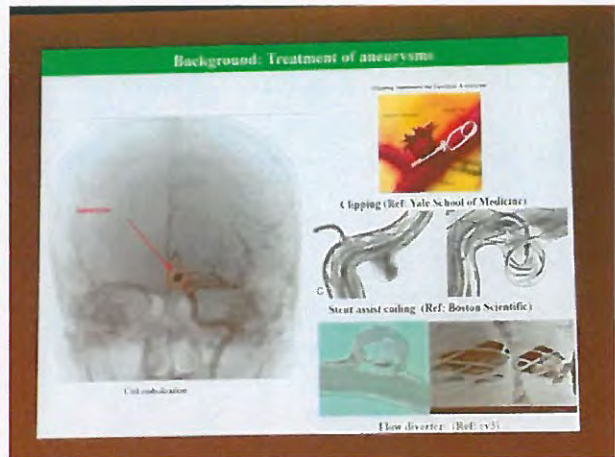 Background: Treatment of aneurysms
Clipping (Ref: Yale School of Medicine)
C
Stent assist coiling (Ref: Boston Scientific)
Coil embolization
Flow diverter (Ref: ev3)